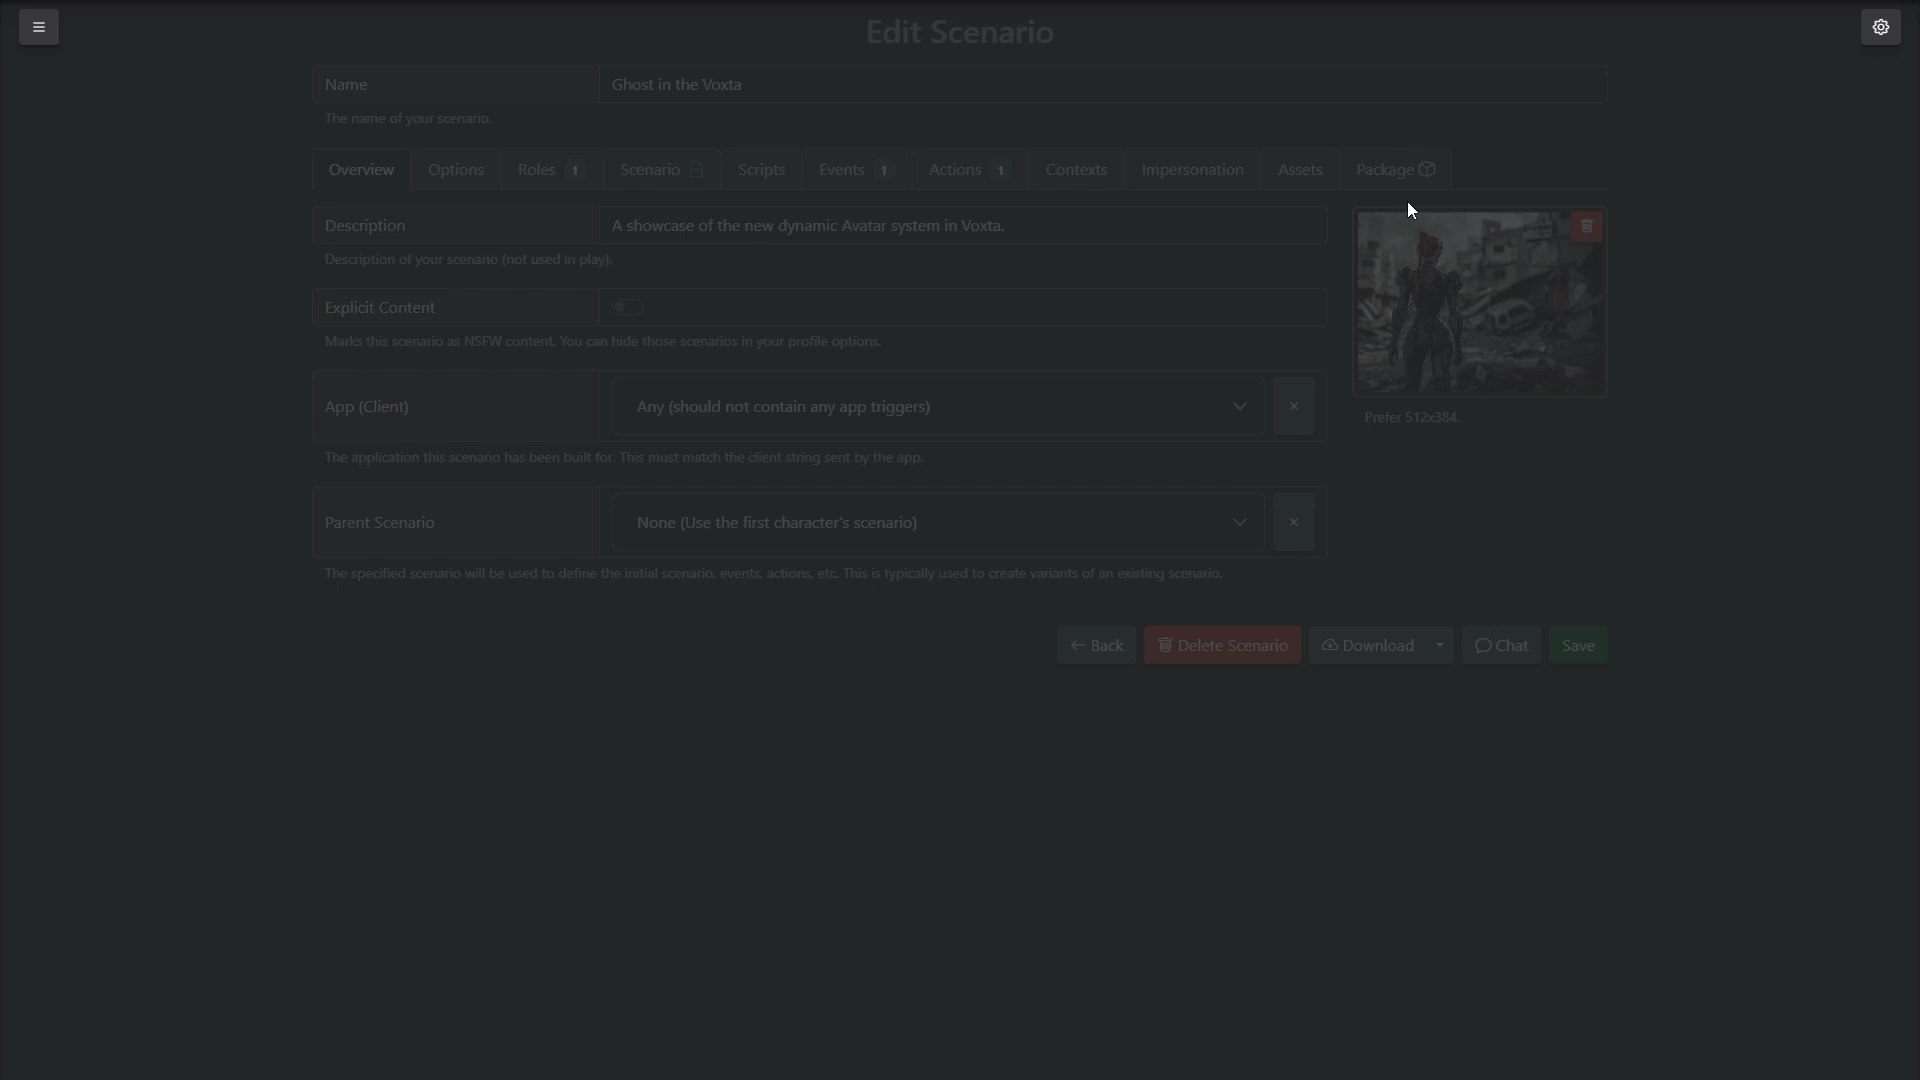 Edit Scenario
Name
Ghost in the Voxta
The name of your scenario.
Overview
Options
Roles 1
Scenario
Scripts
Events 1
Actions 1
Contexts
Impersonation
Assets
Package
Description
A showcase of the new dynamic Avatar system in Voxta.
Description of your scenario (not used in play).
Explicit Content
Marks this scenario as NSFW content. You can hide those scenarios in your profile options.
App (Client)
Any (should not contain any app triggers)
The application this scenario has been built for. This must match the client string sent by the app.
Parent Scenario
None (Use the first character's scenario)
The specified scenario will be used to define the initial scenario, events, actions, etc. This is typically used to create variants of an existing scenario.
Prefer 512x384.
Back
Delete Scenario
Download
Chat
Save